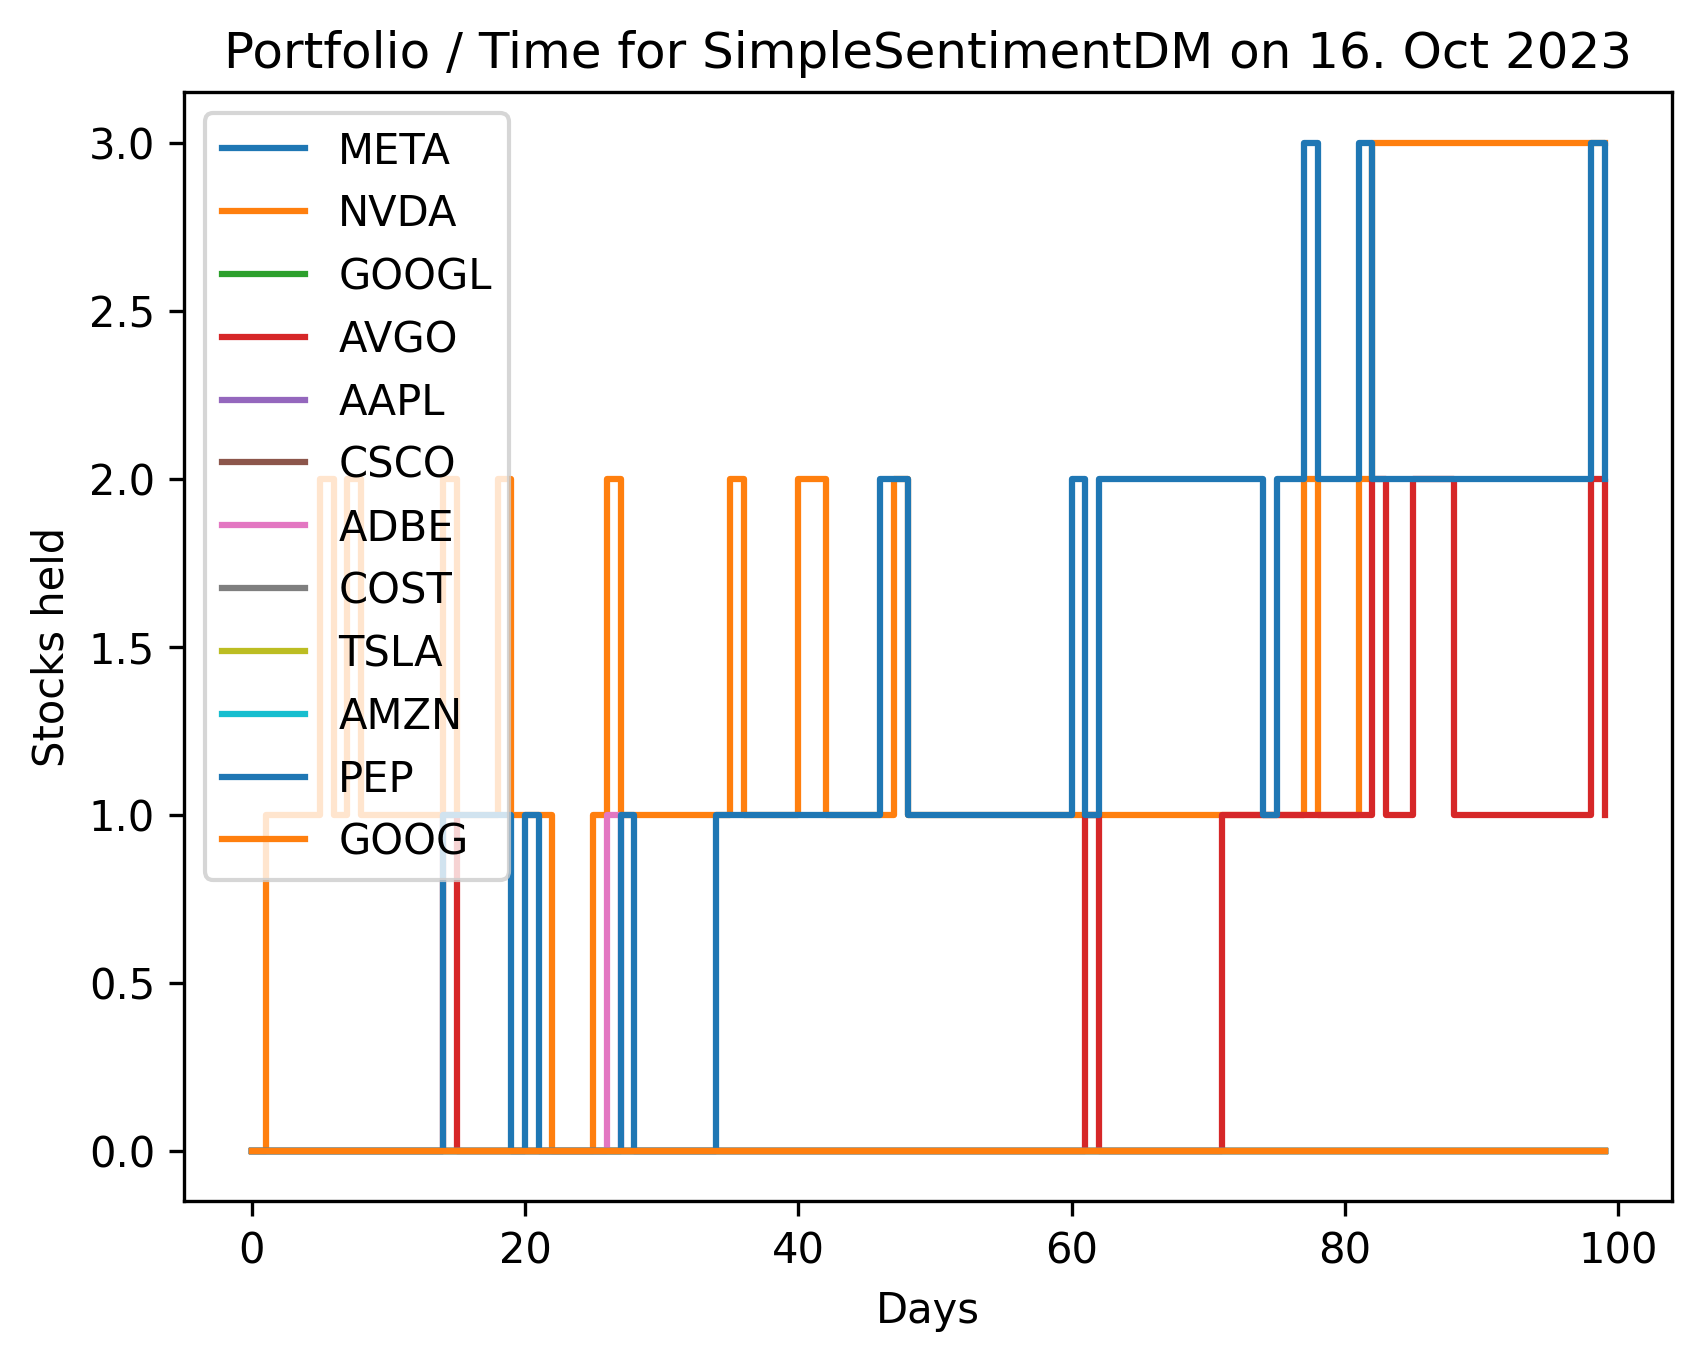 Portfolio / Time for SimpleSentimentDM on 16. Oct 2023
META
NVDA
GOOGL
AVGO
AAPL
CSCO
ADBE
COST
TSLA
AMZN
PEP
GOOG
3.0
2.5
2.0
1.5
1.0
0.5
0.0
Stocks held
0 20 40 60 80 100
Days